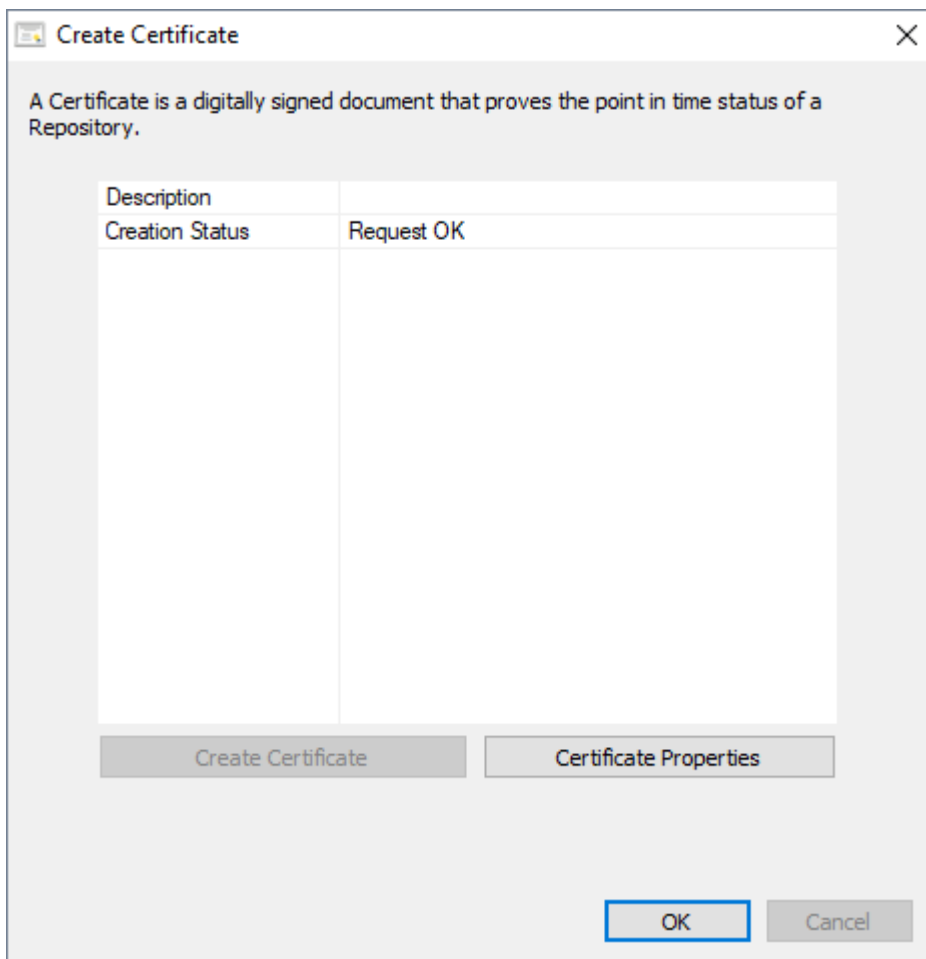 Create Certificate
A Certificate is a digitally signed document that proves the point in time status of a
Repository.
Description
Creation Status Request OK
Create Certificate Certificate Properties
OK Cancel